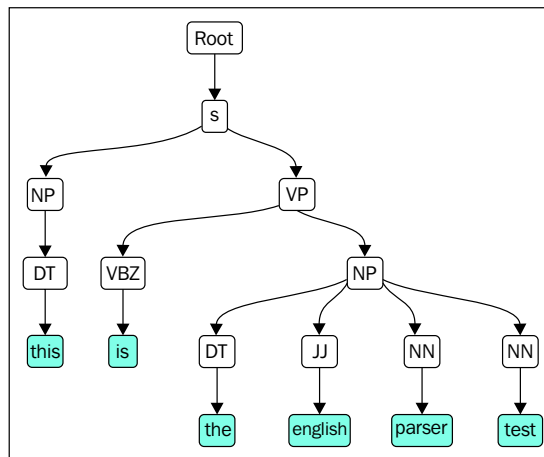 Root
s
NP VP
DT VBZ NP
this is DT JJ NN NN
the english parser test